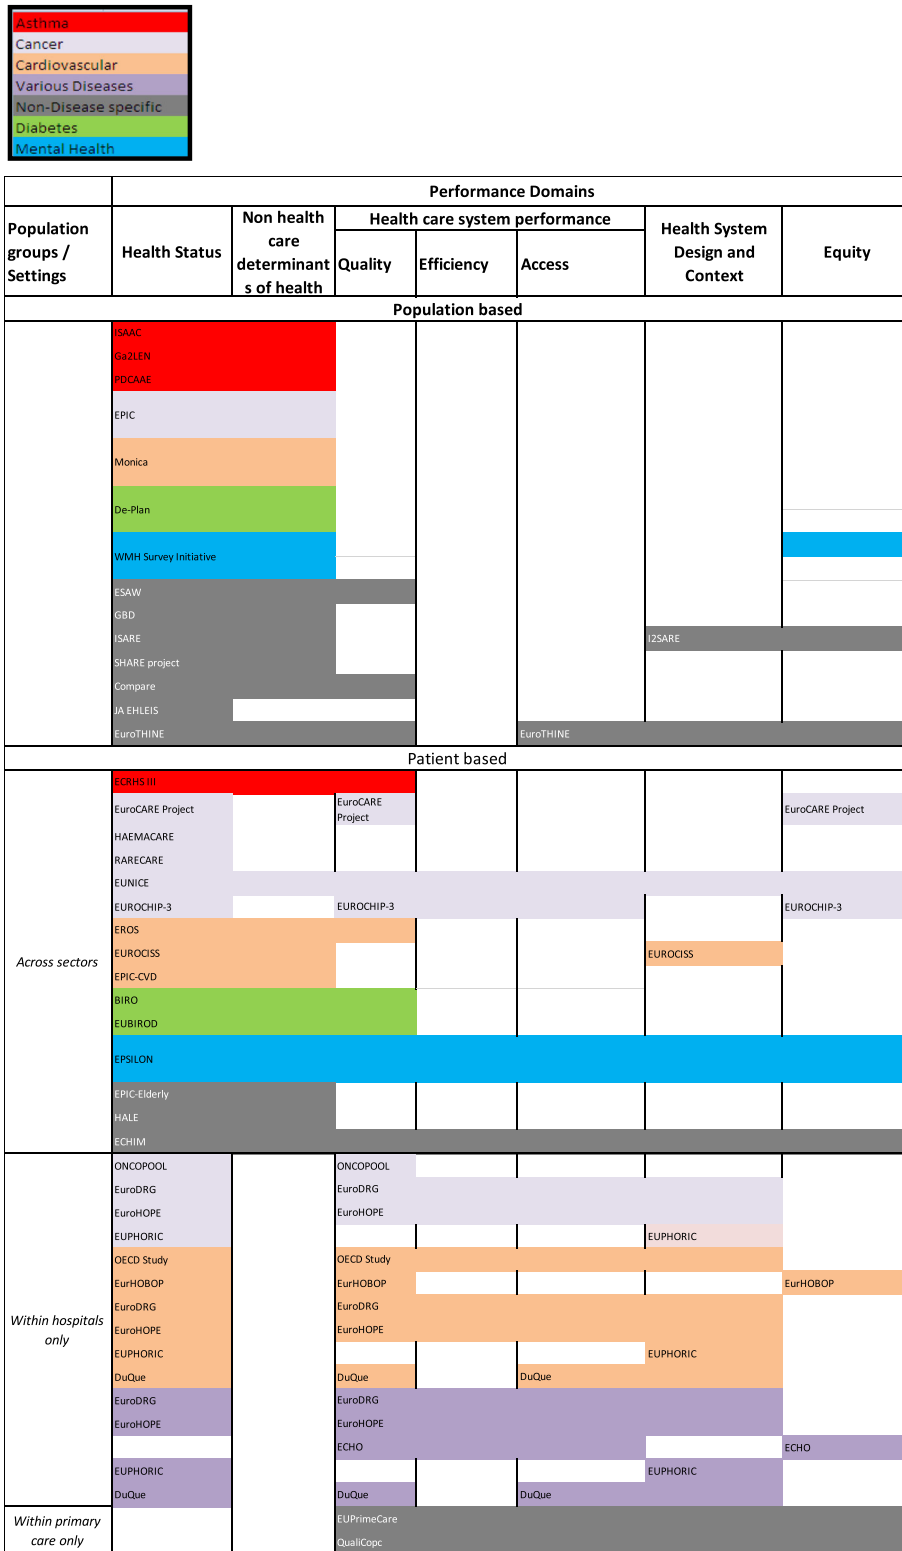 Asthma
Cancer
Cardiovascular
Various Diseases
Non-Disease specific
Diabetes
Mental Health
Performance Domains
Population groups / Settings
Health Status
Non health care determinant s of health
Health care system performance
Quality
Efficiency
Access
Health System Design and Context
Equity
Population based
ISAAC
Ga2LEN
PDCAAE
EPIC
Monica
De-Plan
WMH Survey Initiative
ESAW
GBD
ISARE I2SARE
SHARE project
Compare
JA EHLEIS
EuroTHINE EuroTHINE
Patient based
Across sectors
ECRHS III
EuroCARE Project EuroCARE Project EuroCARE Project
HAEMACARE
RARECARE
EUNICE
EUROCHIP-3 EUROCHIP-3 EUROCHIP-3
EROS
EUROCISS EUROCISS
EPIC-CVD
BIRO
EUBIROD
EPSILON
EPIC-Elderly
HALE
ECHIM
Within hospitals only
ONCOPOOL ONCOPOOL
EuroDRG EuroDRG
EuroHOPE EuroHOPE
EUPHORIC EUPHORIC
OECD Study OECD Study
EurHOBOP EurHOBOP EurHOBOP
EuroDRG EuroDRG
EuroHOPE EuroHOPE
EUPHORIC EUPHORIC
DuQue DuQue DuQue
EuroDRG EuroDRG
EuroHOPE EuroHOPE
ECHO ECHO
EUPHORIC EUPHORIC
DuQue DuQue DuQue
Within primary care only
EUPrimeCare
QualiCopc